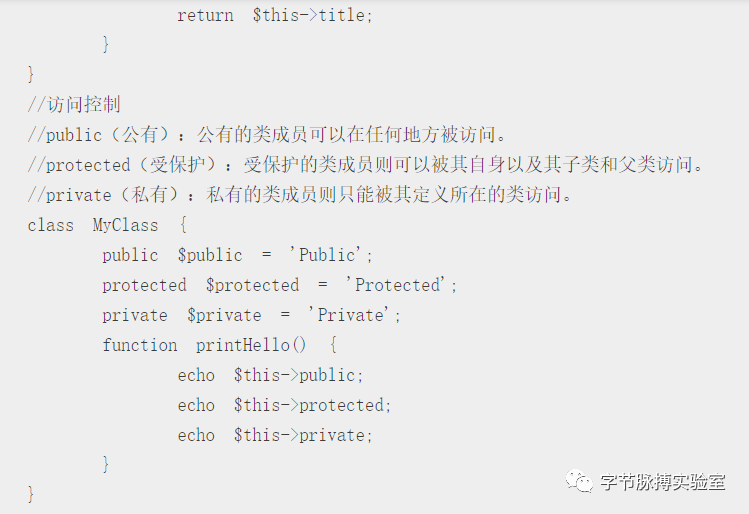 return $this->title;
}
}
//访问控制
//public（公有）：公有的类成员可以在任何地方被访问。
//protected（受保护）：受保护的类成员则可以被其自身以及其子类和父类访问。
//private（私有）：私有的类成员则只能被其定义所在的类访问。
class MyClass {
public $public = 'Public';
protected $protected = 'Protected';
private $private = 'Private';
function printHello() {
echo $this->public;
echo $this->protected;
echo $this->private;
}
}
字节脉搏实验室